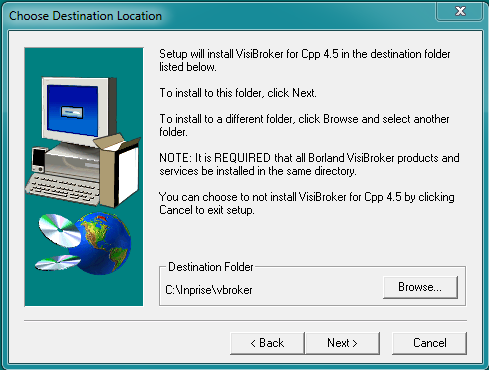 Choose Destination Location
Setup will install VisiBroker for Cpp 4.5 in the destination folder
listed below.
To install to this folder, click Next.
To install to a different folder, click Browse and select another
folder.
NOTE: It is REQUIRED that all Borland VisiBroker products and
services be installed in the same directory.
You can choose to not install VisiBroker for Cpp 4.5 by clicking
Cancel to exit setup.
Destination Folder
C:\Inprise\vbroker
Browse...
< Back
Next >
Cancel